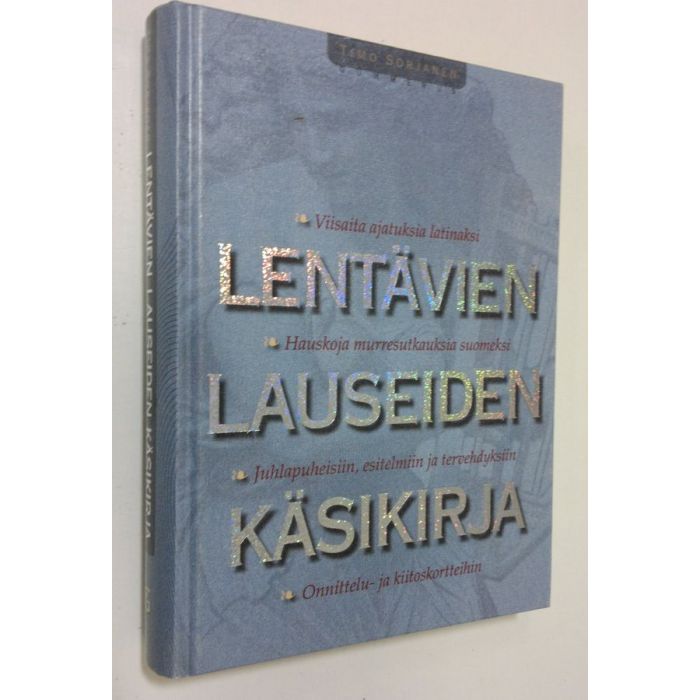 TIMO SORJANEN
Viisaita ajatuksia latinaksi
LENTÄVIEN
Hauskoja murresutkauksia suomeksi
LAUSEIDEN
Juhlapuheisiin, esitelmiin ja tervehdyksiin
KÄSIKIRJA
Onnittelu- ja kiitoskortteihin
LENTÄVIEN LAUSEIDEN KÄSIKIRJA